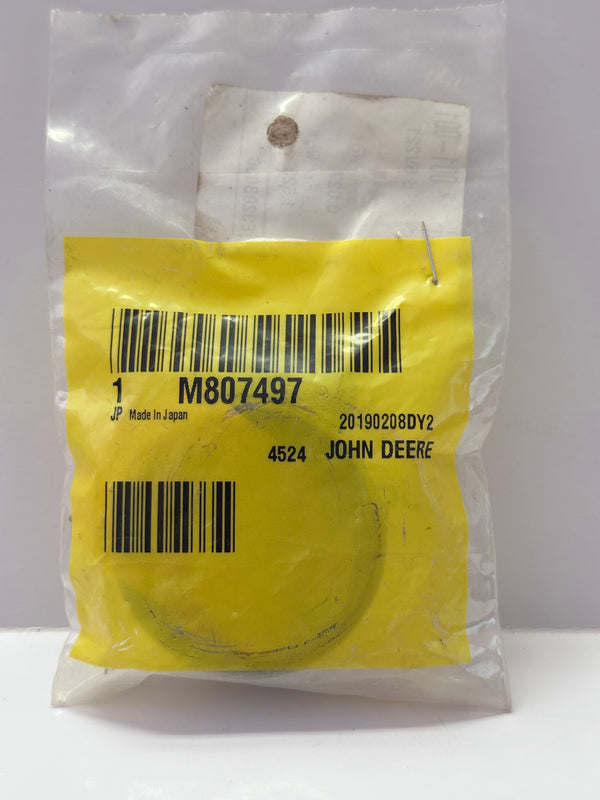 1 M807497
JP Made In Japan
20190208DY2
4524 JOHN DEERE